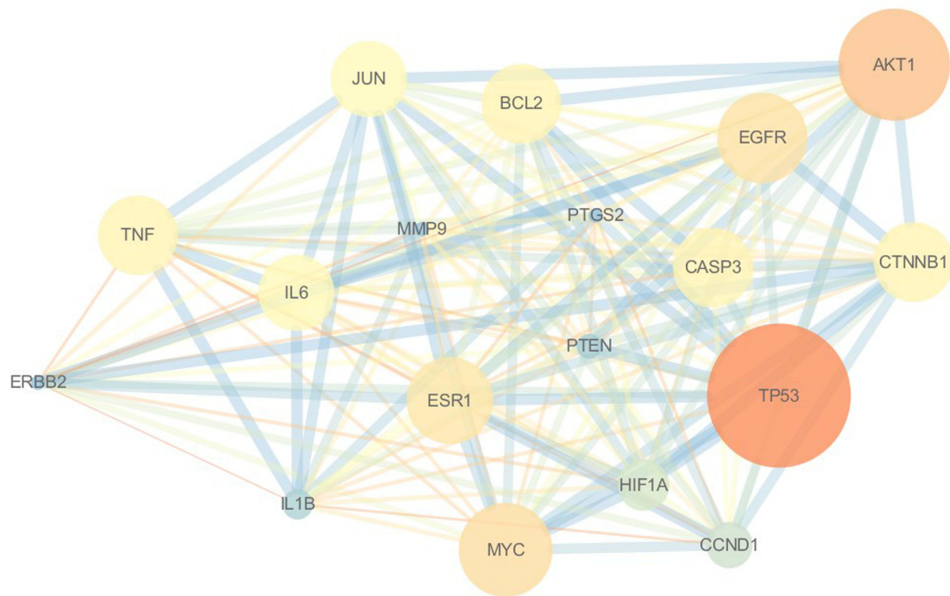 AKT1
JUN
BCL2
EGFR
PTGS2
MMP9
TNF
CTNNB1
CASP3
IL6
PTEN
ERBB2
TP53
ESR1
HIF1A
IL1B
CCND1
MYC